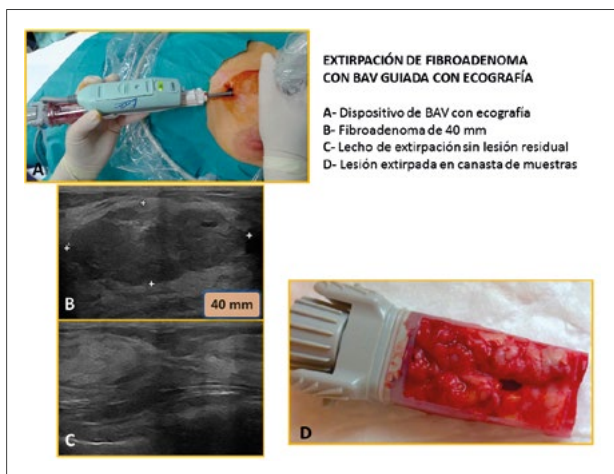 EXTIRPACIÓN DE FIBROADENOMA
CON BAV GUIADA CON ECOGRAFÍA
A- Dispositivo de BAV con ecografía
B- Fibroadenoma de 40 mm
C- Lecho de extirpación sin lesión residual
D- Lesión extirpada en canasta de muestras
A
B
40 mm
C
D